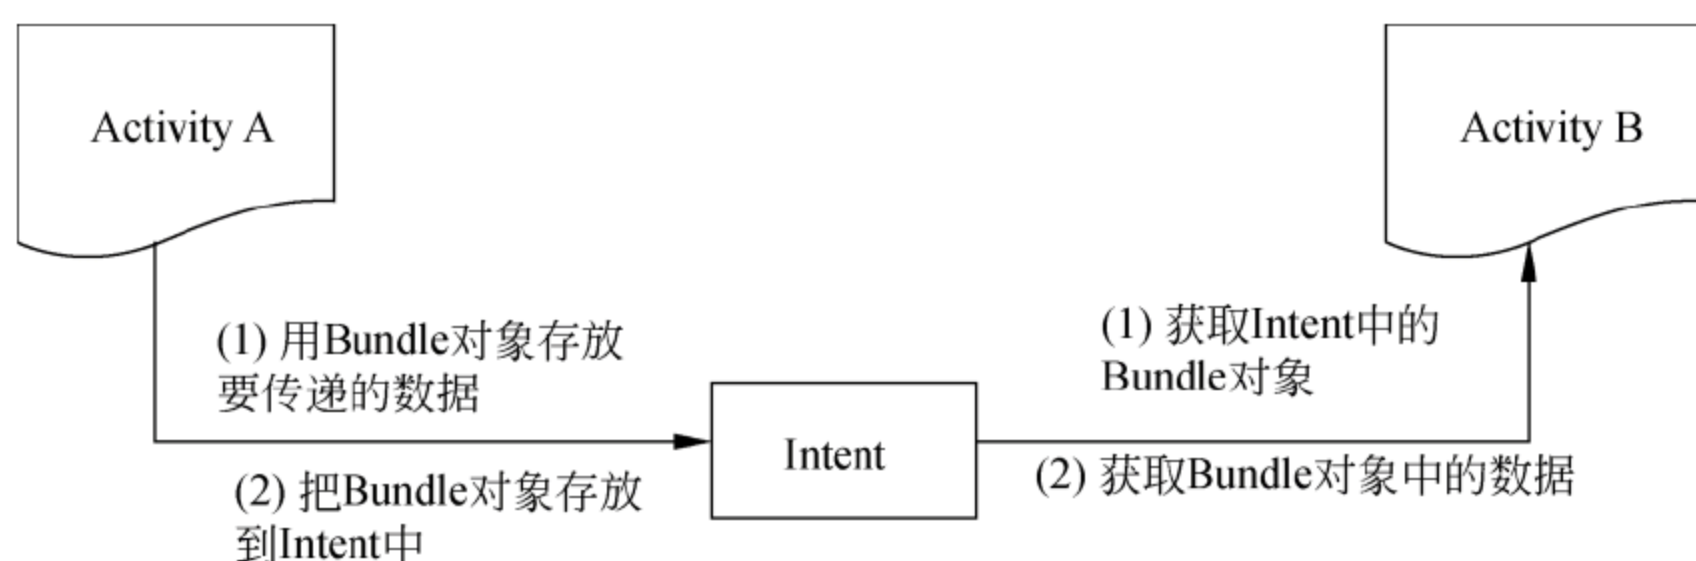 Activity A
Activity B
(1) 用Bundle对象存放
要传递的数据
(2) 把Bundle对象存放
到Intent中
Intent
(1) 获取Intent中的
Bundle对象
(2) 获取Bundle对象中的数据